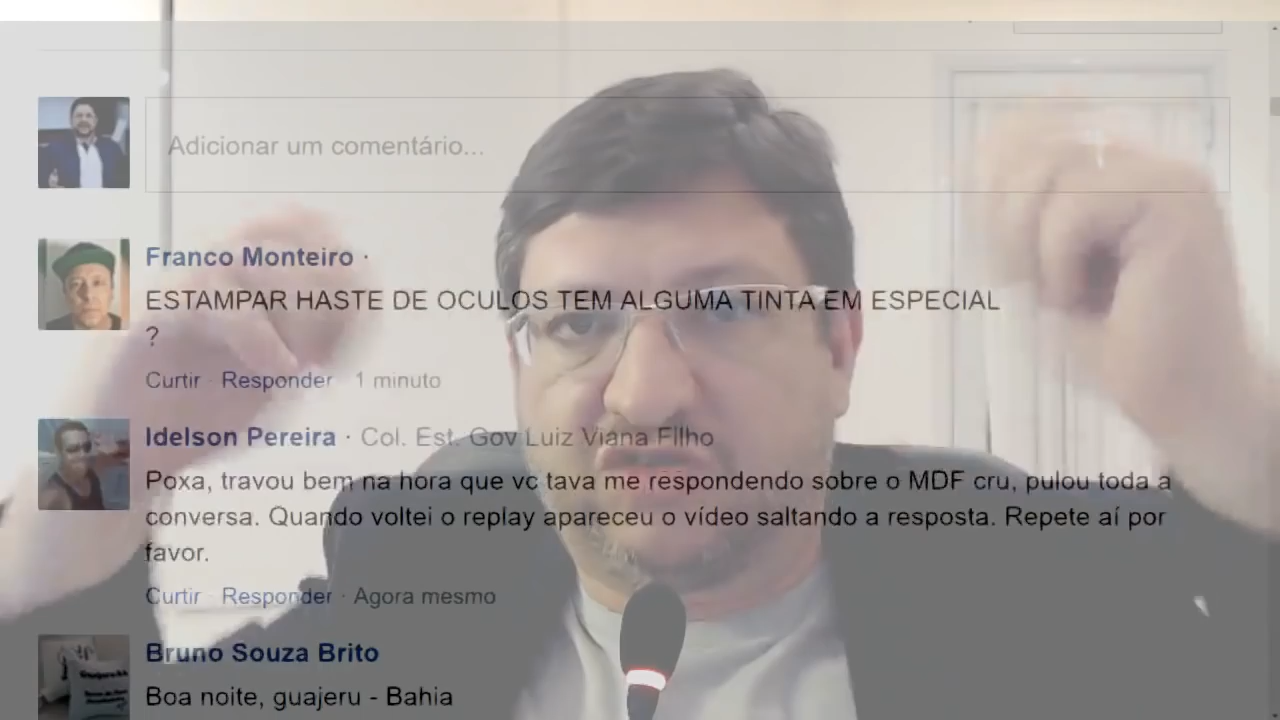 Adicionar um comentário...
Franco Monteiro ·
ESTAMPAR HASTE DE OCULOS TEM ALGUMA TINTA EM ESPECIAL
?
Curtir · Responder · 1 minuto
Idelson Pereira · Col. Est. Gov Luiz Viana Filho
Poxa, travou bem na hora que vc tava me respondendo sobre o MDF cru, pulou toda a
conversa. Quando voltei o replay apareceu o vídeo saltando a resposta. Repete aí por
favor.
Curtir · Responder · Agora mesmo
Bruno Souza Brito
Boa noite, guajeru - Bahia